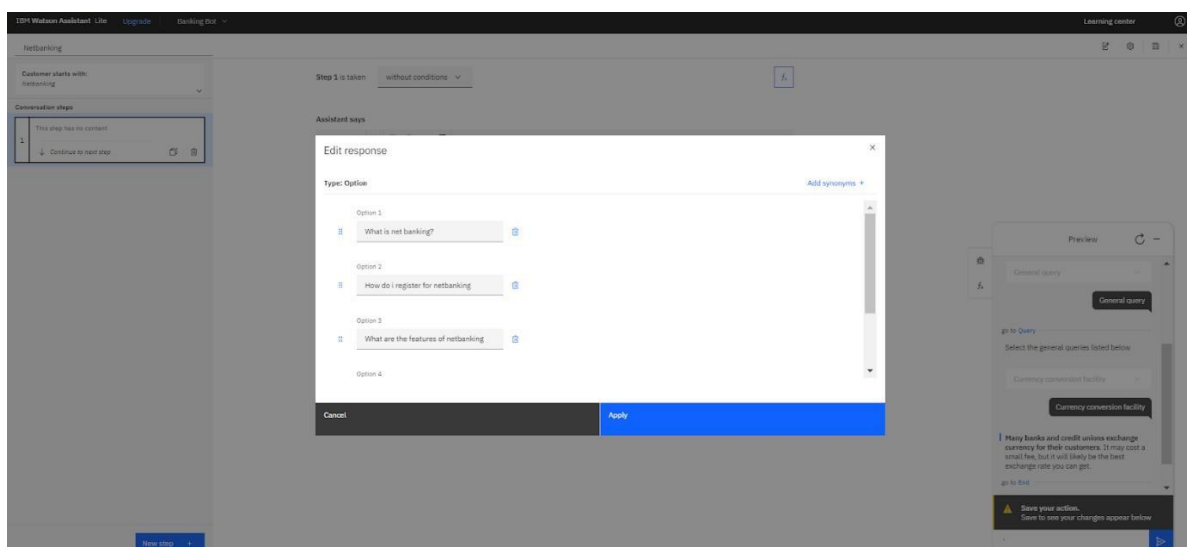 IBM Watson Assistant Lite Upgrade Banking Bot Learning center
Netbanking
Customer starts with:
Netbanking
Conversation steps
1
This step has no content
Continue to next step
New step +
Step 1 is taken without conditions
fx
Assistant says
Edit response
Type: Option Add synonyms +
Option 1
What is net banking?
Option 2
How do i register for netbanking
Option 3
What are the features of netbanking
Option 4
Cancel Apply
Preview
General query
General query
go to Query
Select the general queries listed below
Currency conversion facility
Currency conversion facility
Many banks and credit unions exchange
currency for their customers. It may cost a
small fee, but it will likely be the best
exchange rate you can get.
go to End
Save your action.
Save to see your changes appear below